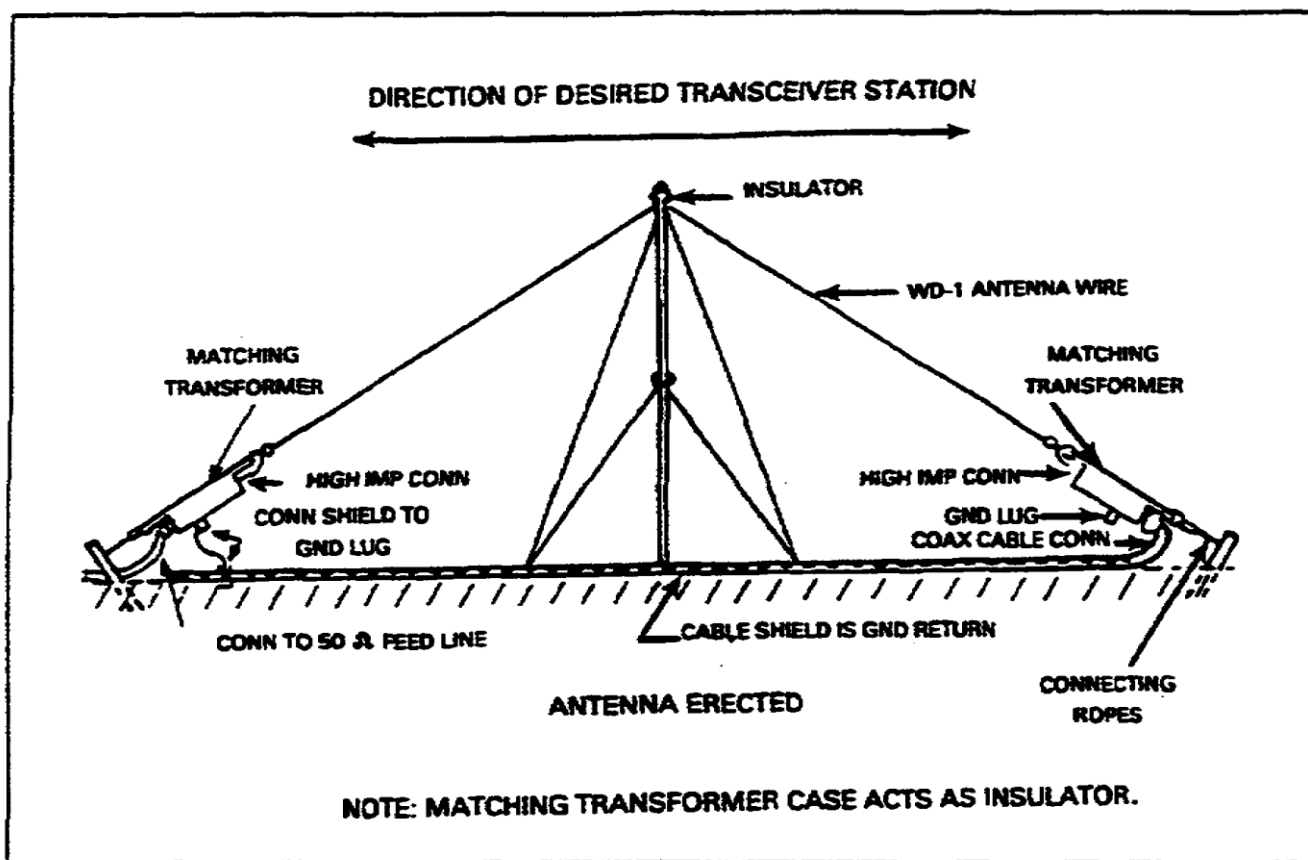 DIRECTION OF DESIRED TRANSCEIVER STATION
INSULATOR
WD-1 ANTENNA WIRE
MATCHING
TRANSFORMER
MATCHING
TRANSFORMER
HIGH IMP CONN
HIGH IMP CONN
CONN SHIELD TO
GND LUG
GND LUG
COAX CABLE CONN
CONN TO 50 Ω FEED LINE
CABLE SHIELD IS GND RETURN
CONNECTING
ROPES
ANTENNA ERECTED
NOTE: MATCHING TRANSFORMER CASE ACTS AS INSULATOR.